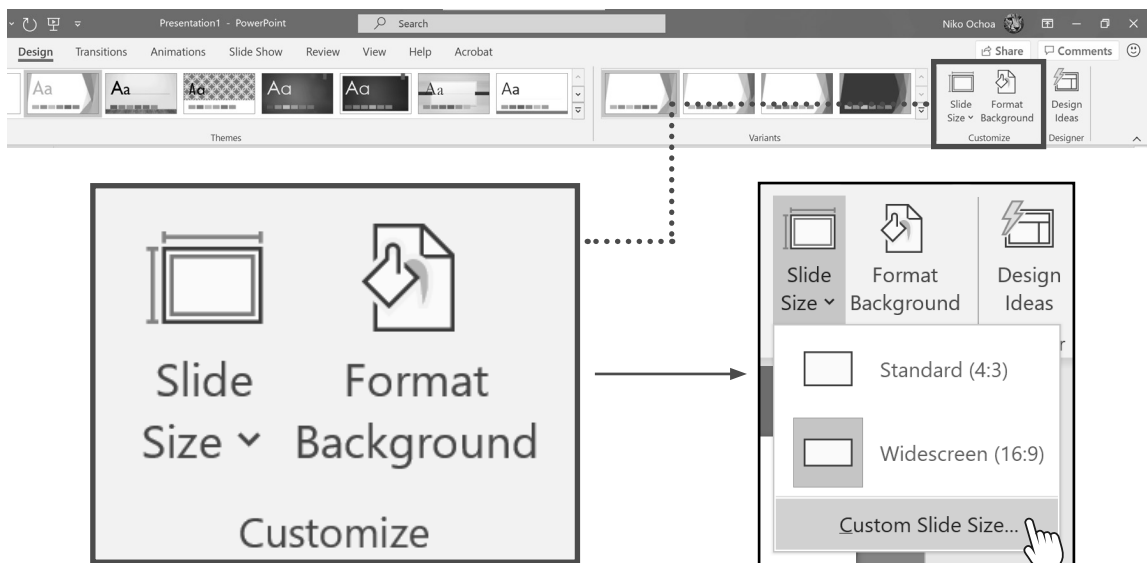 Presentation1 - PowerPoint
Search
Niko Ochoa
Design Transitions Animations Slide Show Review View Help Acrobat
Share Comments
Aa Aa Aa Aa Aa Aa Aa
Slide Size
Format Background
Design Ideas
Themes
Variants
Customize
Designer
Slide Format
Size Background
Customize
Slide Format Design
Size Background Ideas
r
Standard (4:3)
Widescreen (16:9)
Custom Slide Size...